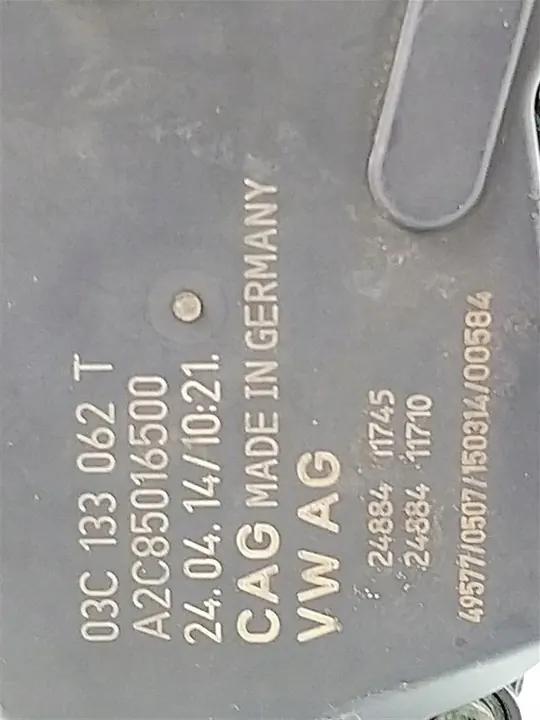 03C 133 062 T
A2C85016500
24.04.14/10:21.
CAG MADE IN GERMANY
VW AG
24884 11745
24884 11710
49577/0507/150314/00584